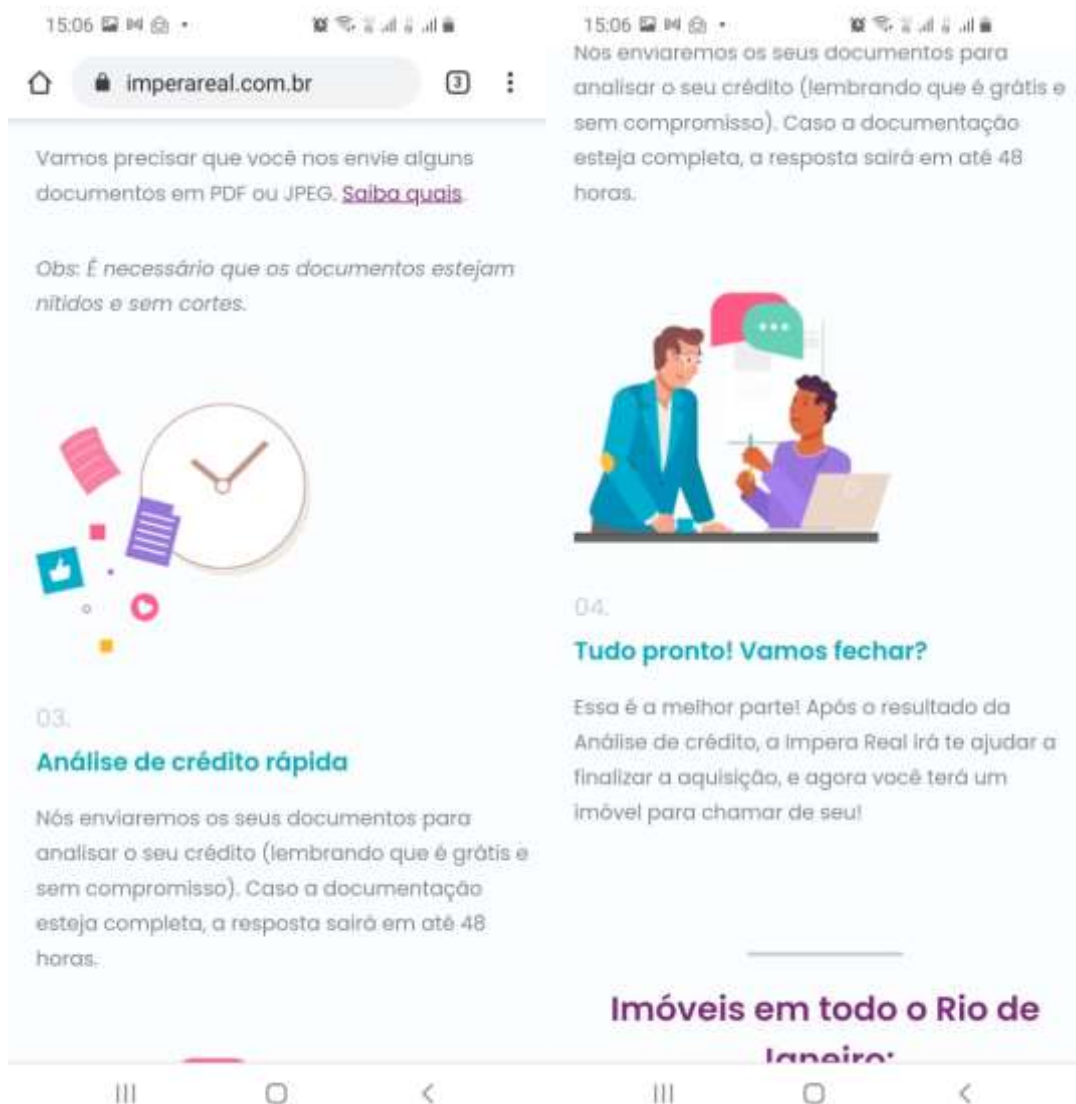 15:06
imperareal.com.br
3
Vamos precisar que você nos envie alguns
documentos em PDF ou JPEG. Saiba quais.
Obs: É necessário que os documentos estejam
nítidos e sem cortes.
03.
Análise de crédito rápida
Nós enviaremos os seus documentos para
analisar o seu crédito (lembrando que é grátis e
sem compromisso). Caso a documentação
esteja completa, a resposta sairá em até 48
horas.
15:06
Nós enviaremos os seus documentos para
analisar o seu crédito (lembrando que é grátis e
sem compromisso). Caso a documentação
esteja completa, a resposta sairá em até 48
horas.
04.
Tudo pronto! Vamos fechar?
Essa é a melhor parte! Após o resultado da
Análise de crédito, a Impera Real irá te ajudar a
finalizar a aquisição, e agora você terá um
imóvel para chamar de seu!
Imóveis em todo o Rio de
Janeiro: